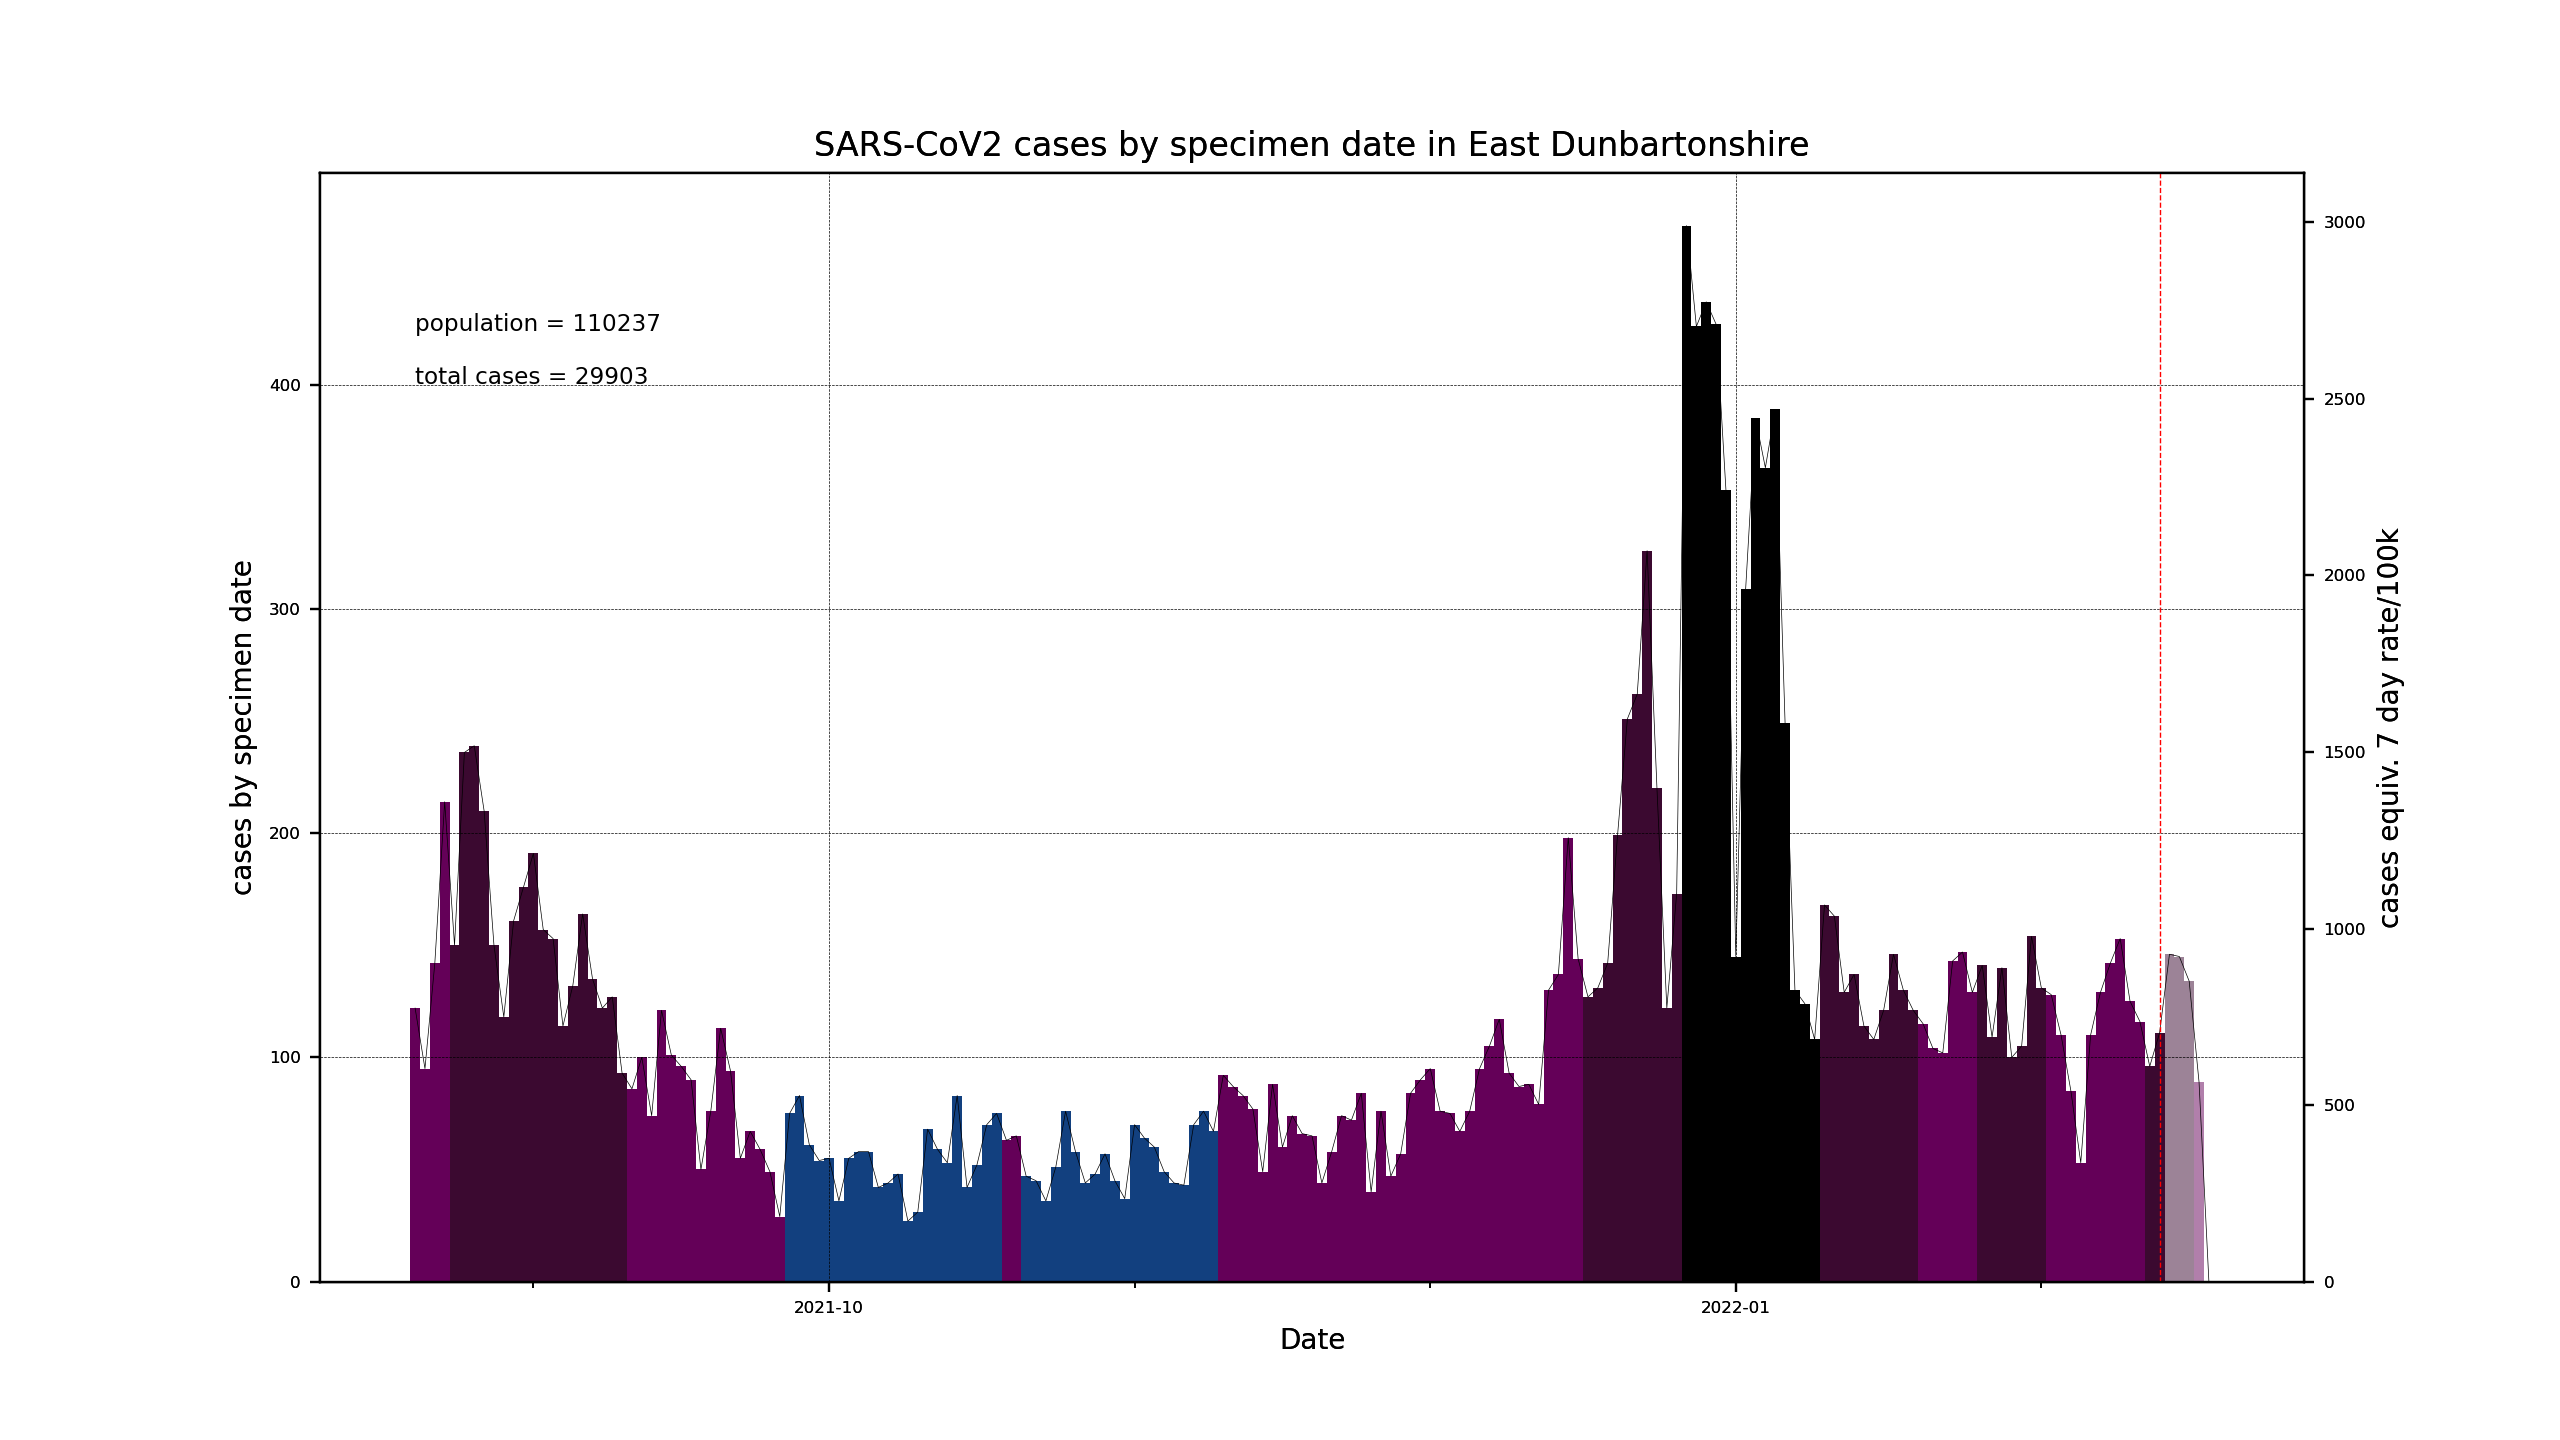 SARS-CoV2 cases by specimen date in East Dunbartonshire
population = 110237
total cases = 29903
cases by specimen date
400
300
200
100
0
3000
2500
2000
1500
1000
500
0
cases equiv. 7 day rate/100k
2021-10
2022-01
Date